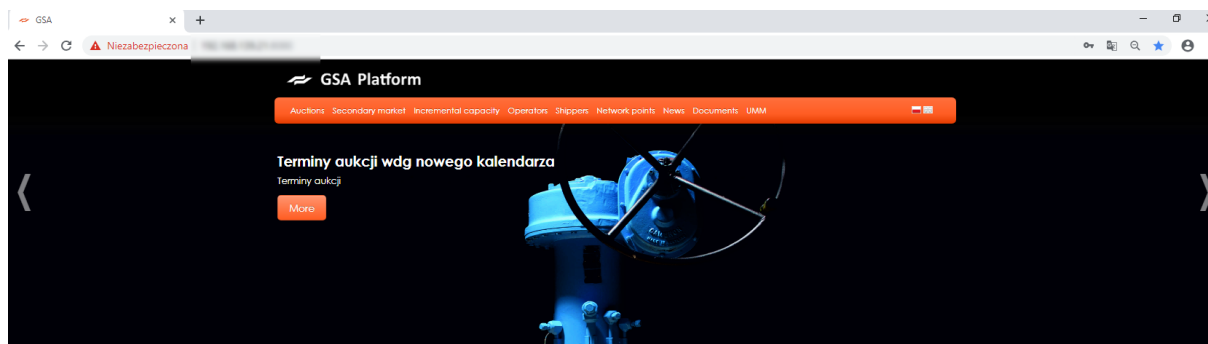 GSA
Niezabezpieczona
GSA Platform
Auctions Secondary market Incremental capacity Operators Shippers Network points News Documents UMM
Terminy aukcji wdg nowego kalendarza
Terminy aukcji
More